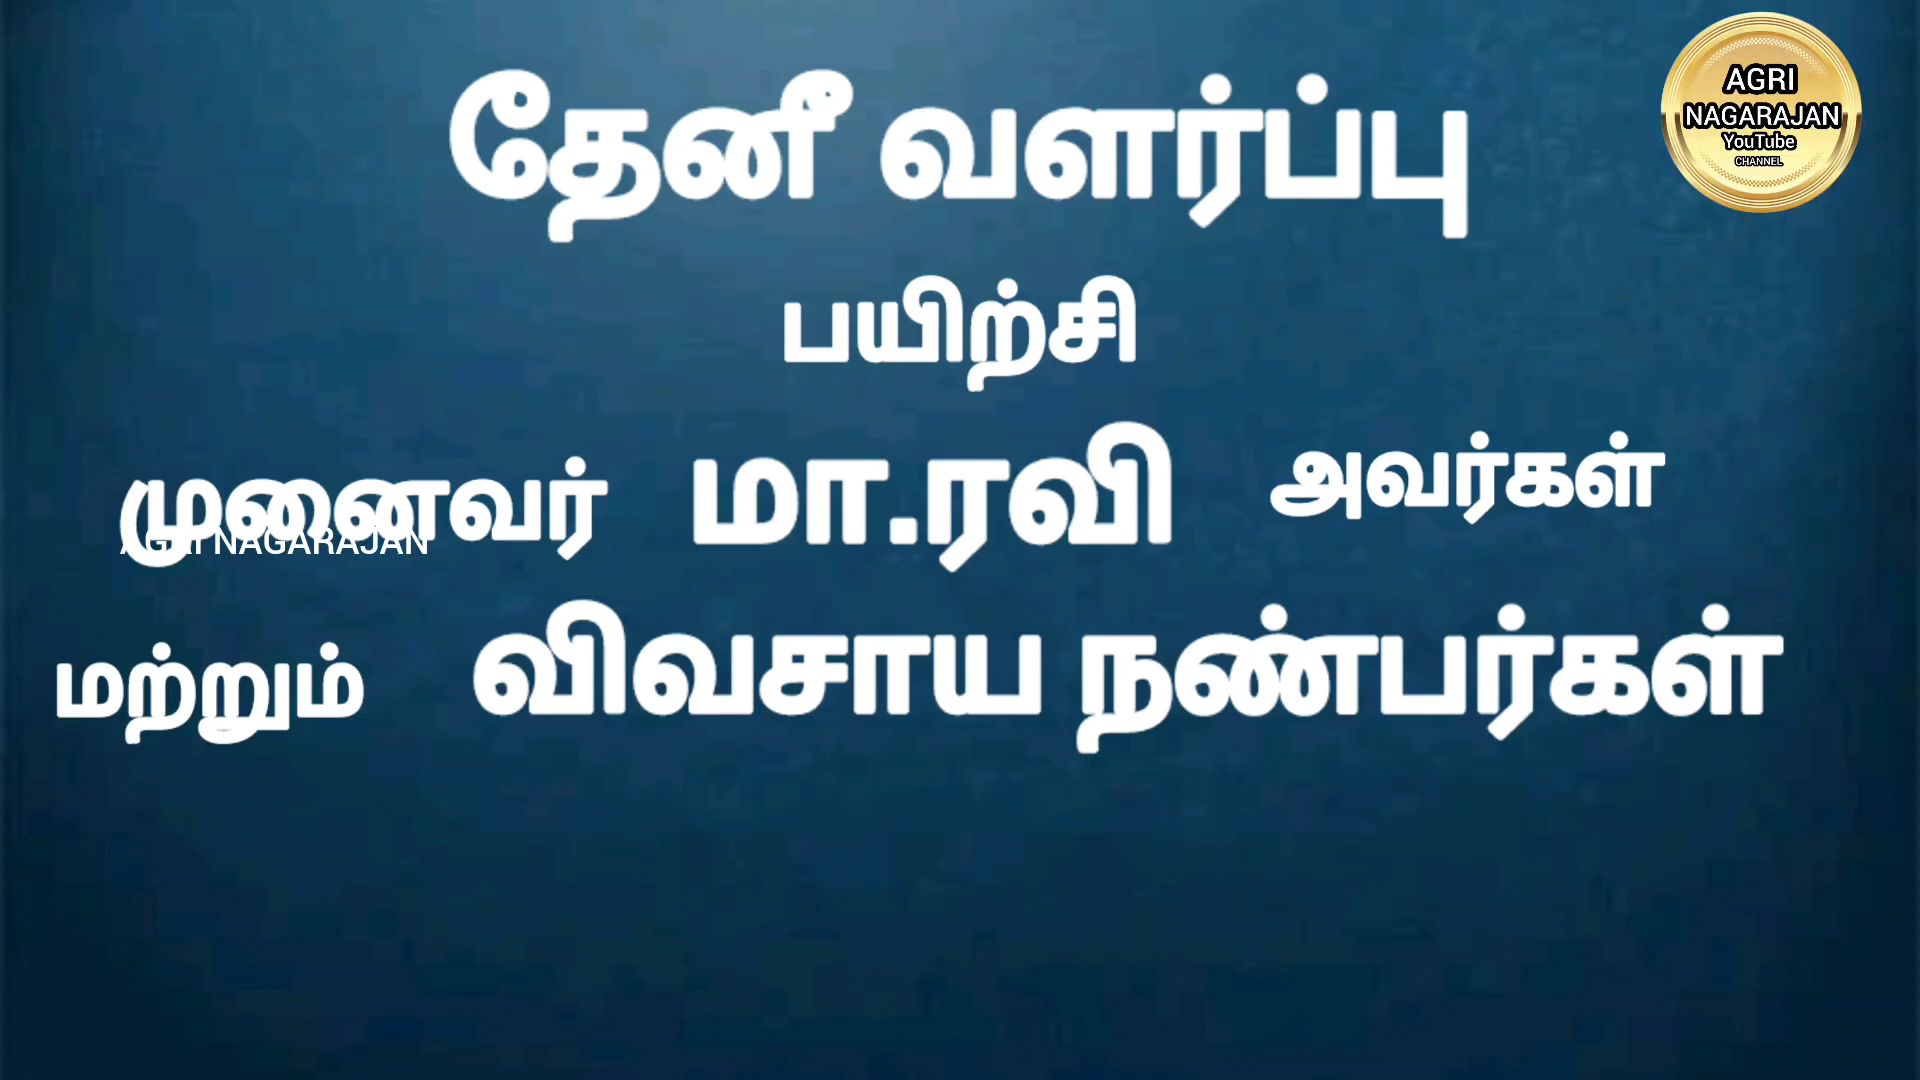 தேனீ வளர்ப்பு
பயிற்சி
முனைவர் மா.ரவி அவர்கள்
மற்றும் விவசாய நண்பர்கள்
AGRI NAGARAJAN
AGRI
NAGARAJAN
YouTube
CHANNEL